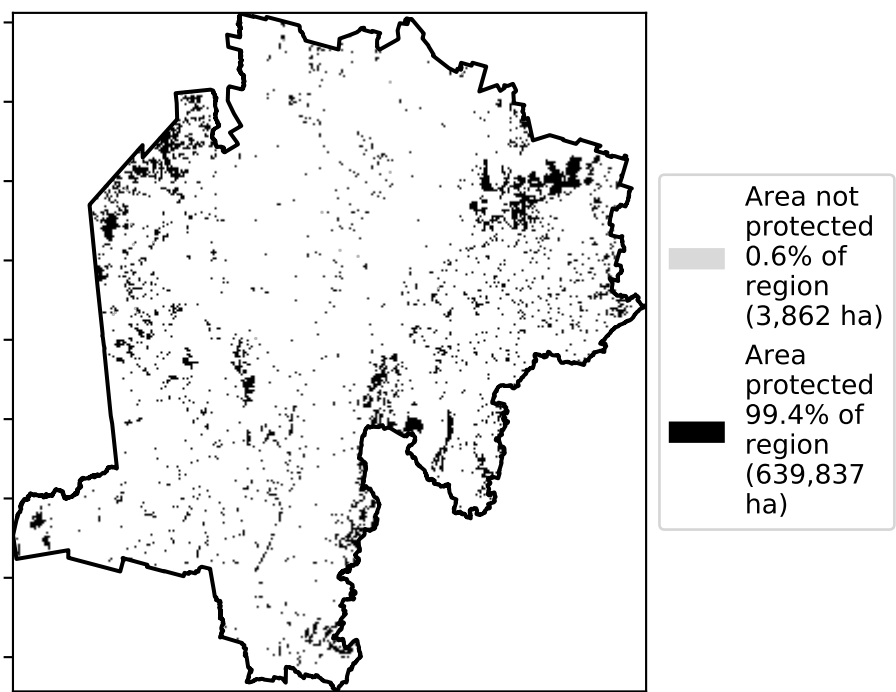 Area not
protected
0.6% of
region
(3,862 ha)
Area
protected
99.4% of
region
(639,837
ha)